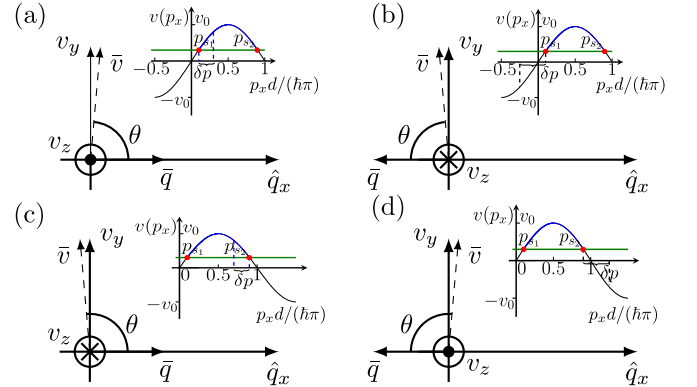 (a)
v_y
v̄
θ
v_z
q̄
q̂_x
v(p_x)
v_0
p_{s_1}
p_{s_2}
−0.5
0
0.5
1
δp
−v_0
p_x d/(ħπ)
(b)
v̄
v_y
θ
v_z
q̄
q̂_x
v(p_x)
v_0
p_{s_1}
p_{s_2}
−0.5
0
0.5
1
δp
−v_0
p_x d/(ħπ)
(c)
v̄
v_y
θ
v_z
q̄
q̂_x
v(p_x)
v_0
p_{s_1}
p_{s_2}
0
0.5
1
δp
−v_0
p_x d/(ħπ)
(d)
v_y
v̄
θ
v_z
q̄
q̂_x
v(p_x)
v_0
p_{s_1}
p_{s_2}
0
0.5
1
δp
−v_0
p_x d/(ħπ)